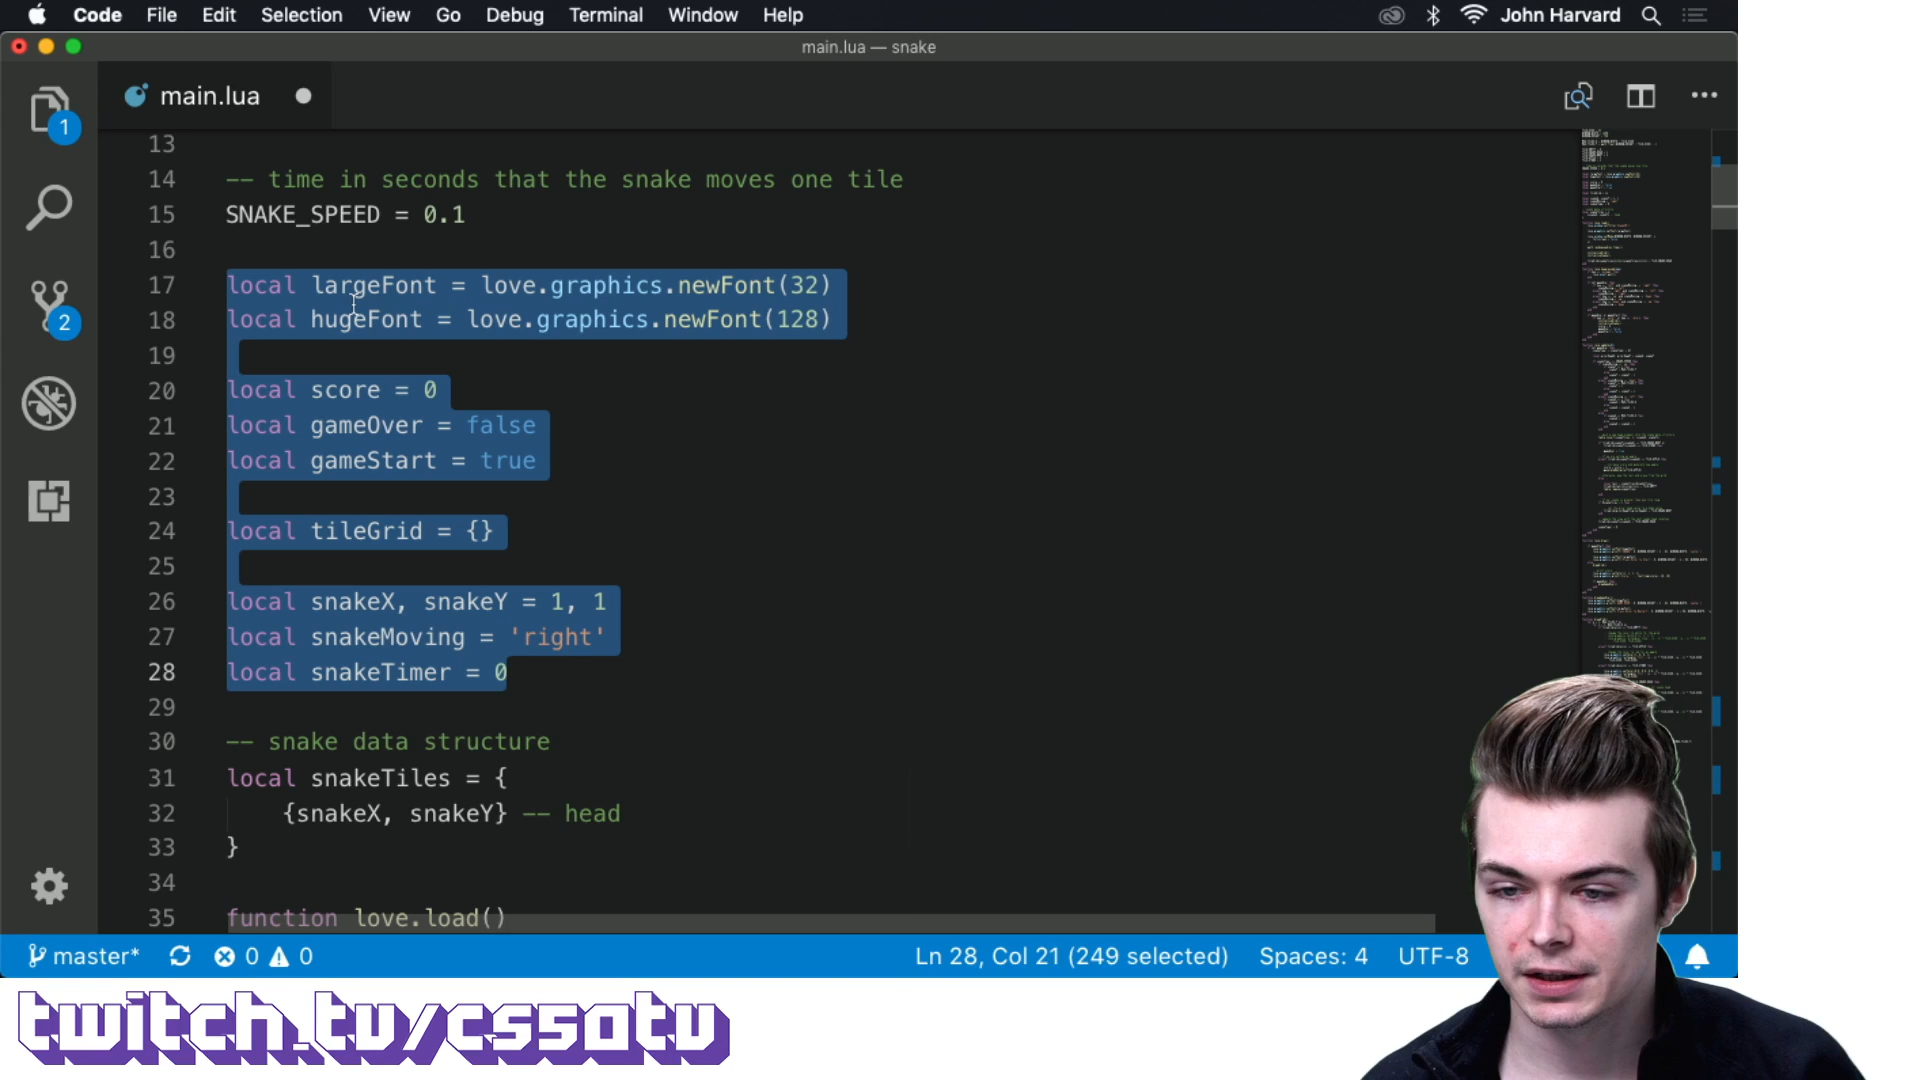 Code File Edit Selection View Go Debug Terminal Window Help John Harvard
main.lua — snake
main.lua
1
2
13
14 -- time in seconds that the snake moves one tile
15 SNAKE_SPEED = 0.1
16
17 local largeFont = love.graphics.newFont(32)
18 local hugeFont = love.graphics.newFont(128)
19
20 local score = 0
21 local gameOver = false
22 local gameStart = true
23
24 local tileGrid = {}
25
26 local snakeX, snakeY = 1, 1
27 local snakeMoving = 'right'
28 local snakeTimer = 0
29
30 -- snake data structure
31 local snakeTiles = {
32 {snakeX, snakeY} -- head
33 }
34
35 function love.load()
master* 0 0 Ln 28, Col 21 (249 selected) Spaces: 4 UTF-8
twitch.tv/cs50tv